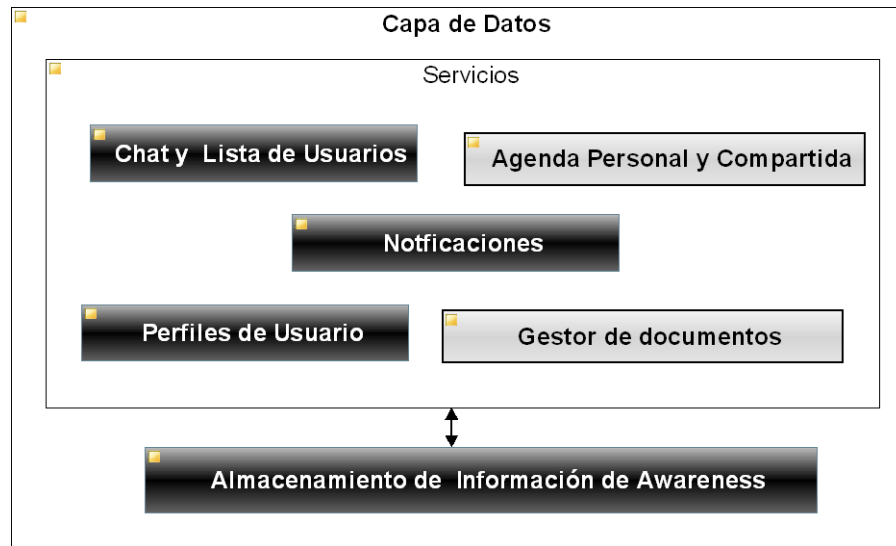 Capa de Datos
Servicios
Chat y Lista de Usuarios
Agenda Personal y Compartida
Notficaciones
Perfiles de Usuario
Gestor de documentos
Almacenamiento de Información de Awareness